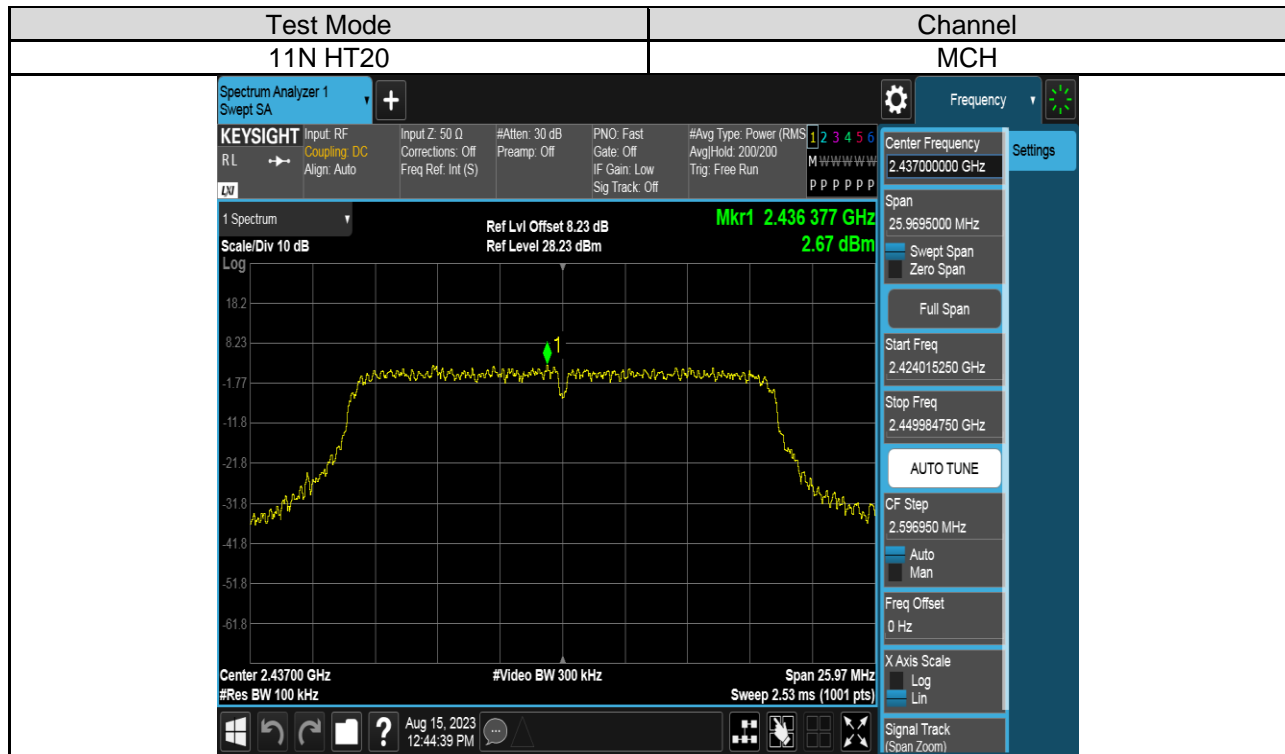 Test Mode Channel
11N HT20 MCH
Spectrum Analyzer 1
Swept SA
+
Frequency
KEYSIGHT
RL
LXI
Input: RF
Coupling: DC
Align: Auto
Input Z: 50 Ω
Corrections: Off
Freq Ref: Int (S)
#Atten: 30 dB
Preamp: Off
PNO: Fast
Gate: Off
IF Gain: Low
Sig Track: Off
#Avg Type: Power (RMS
Avg|Hold: 200/200
Trig: Free Run
1 2 3 4 5 6
M W W W W W
P P P P P P
1 Spectrum
Scale/Div 10 dB
Ref Lvl Offset 8.23 dB
Ref Level 28.23 dBm
Mkr1 2.436 377 GHz
2.67 dBm
Log
18.2
8.23
-1.77
-11.8
-21.8
-31.8
-41.8
-51.8
-61.8
1
Center 2.43700 GHz
#Res BW 100 kHz
#Video BW 300 kHz
Span 25.97 MHz
Sweep 2.53 ms (1001 pts)
Center Frequency
2.437000000 GHz
Settings
Span
25.9695000 MHz
Swept Span
Zero Span
Full Span
Start Freq
2.424015250 GHz
Stop Freq
2.449984750 GHz
AUTO TUNE
CF Step
2.596950 MHz
Auto
Man
Freq Offset
0 Hz
X Axis Scale
Log
Lin
Signal Track
(Span Zoom)
?
Aug 15, 2023
12:44:39 PM